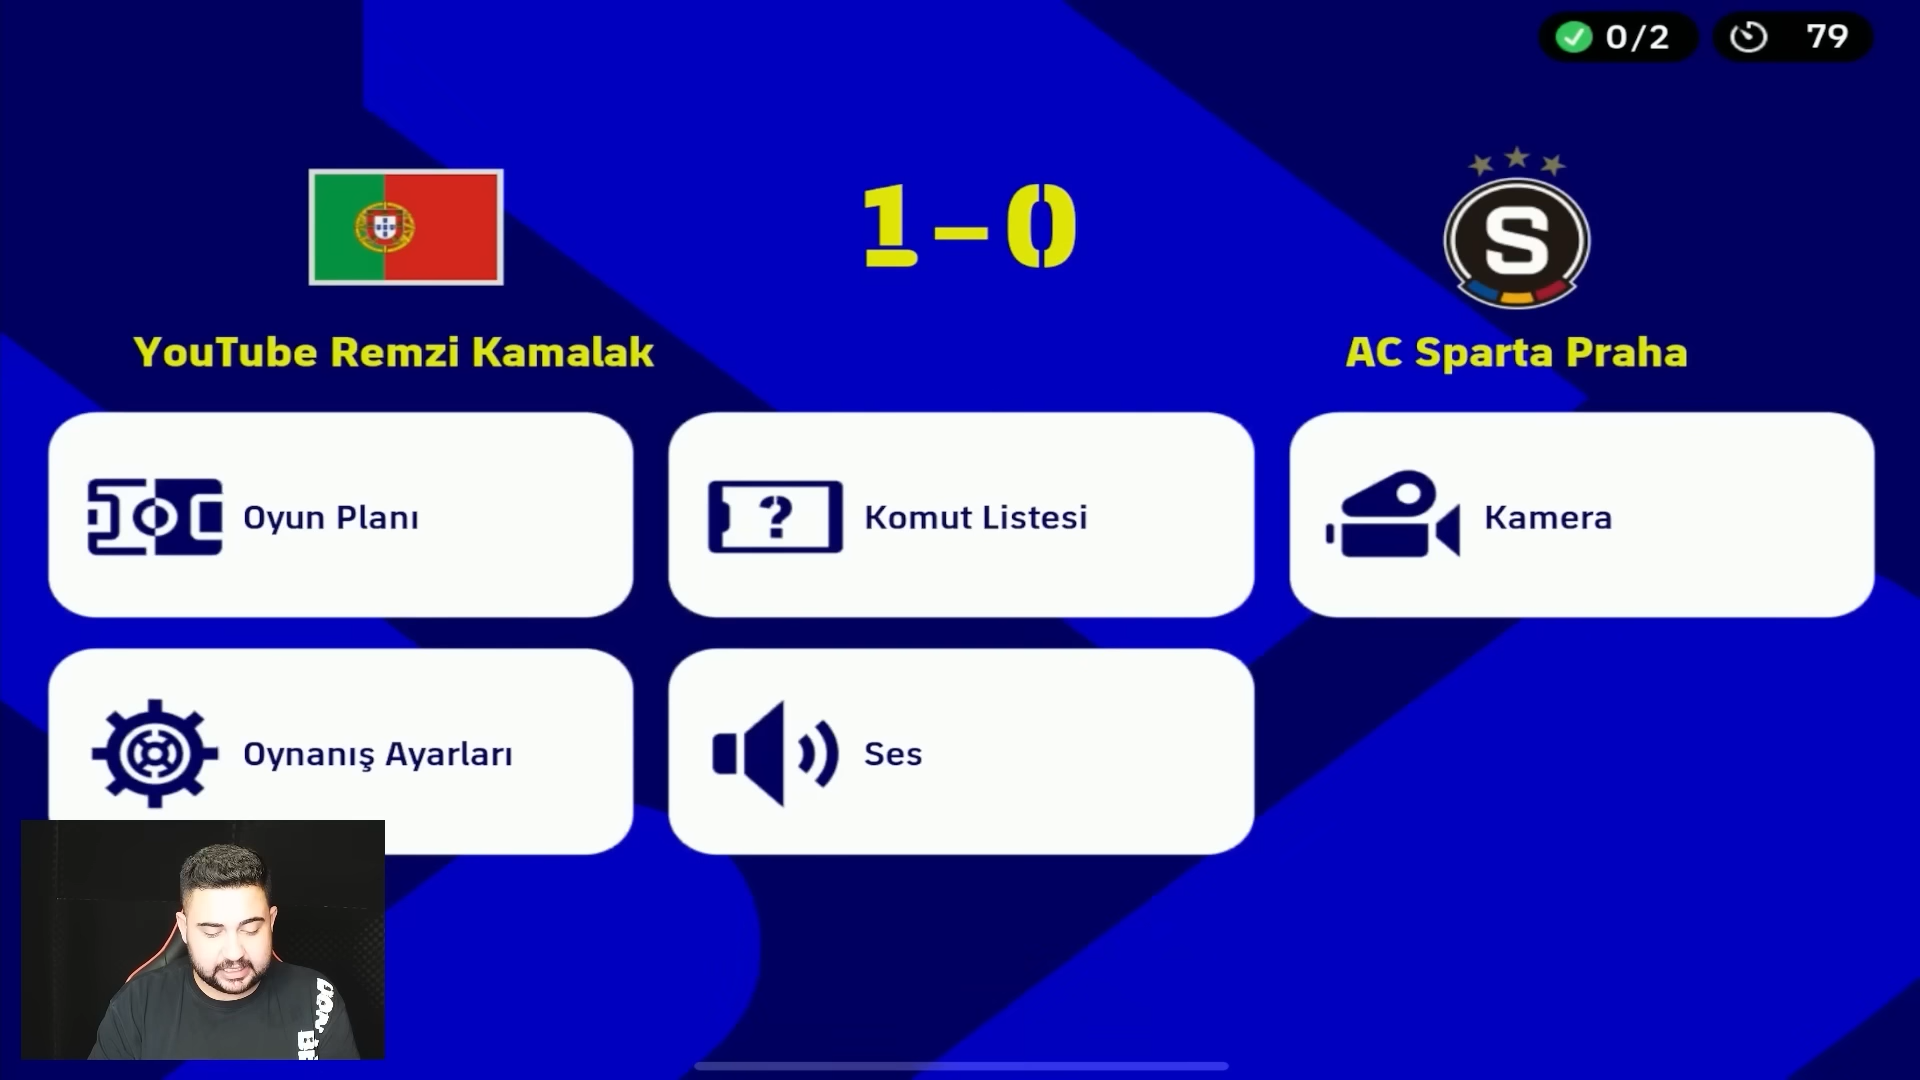 0/2
79
1-0
S
YouTube Remzi Kamalak
AC Sparta Praha
Oyun Planı
?
Komut Listesi
Kamera
Oynanış Ayarları
Ses